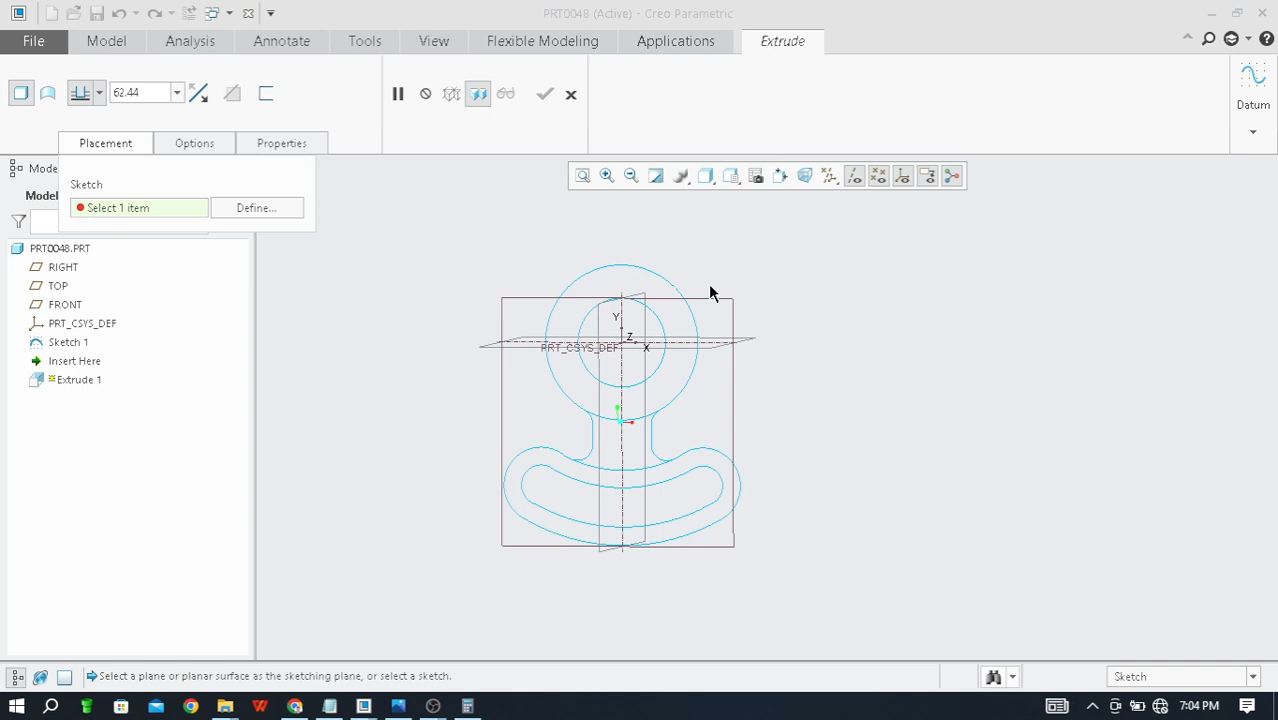 PRT0048 (Active) - Creo Parametric
File Model Analysis Annotate Tools View Flexible Modeling Applications Extrude
62.44
Datum
Placement Options Properties
Mode
Sketch
Model
Select 1 item Define...
PRT0048.PRT
RIGHT
TOP
FRONT
PRT_CSYS_DEF
Sketch 1
Insert Here
Extrude 1
Y
Z
PRT_CSYS_DEF X
Select a plane or planar surface as the sketching plane, or select a sketch.
Sketch
7:04 PM